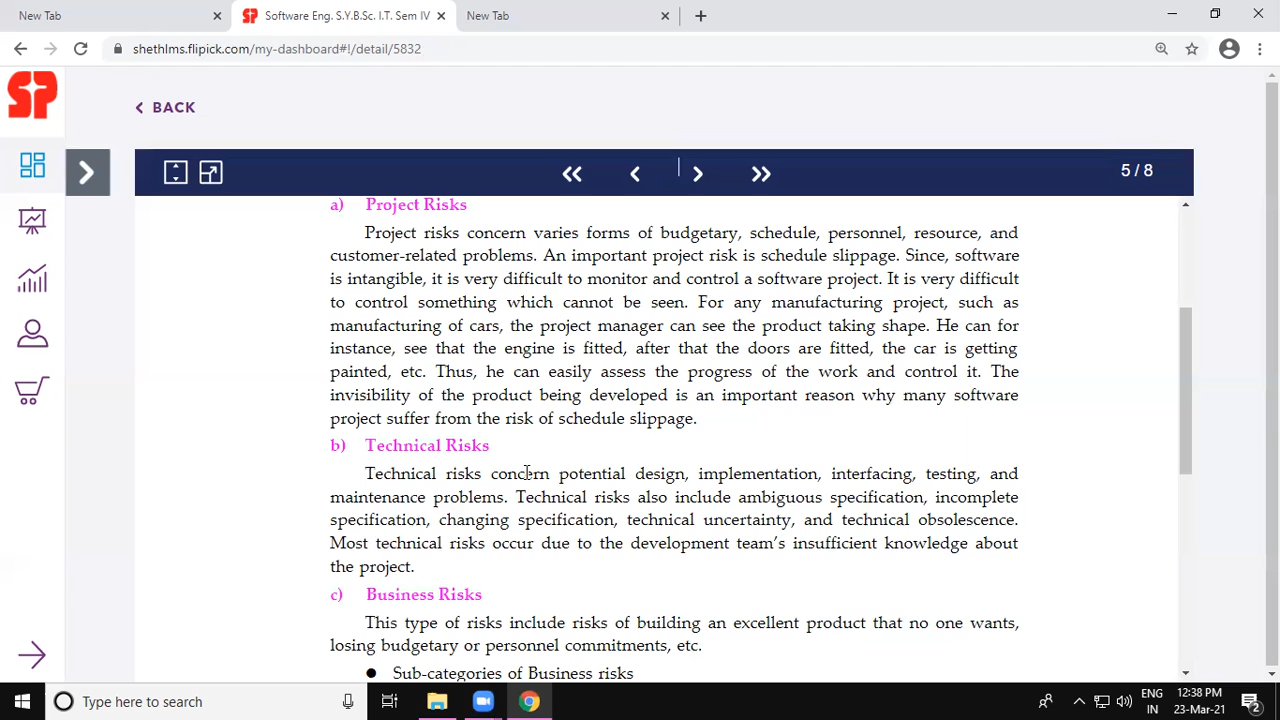 New Tab
Software Eng. S.Y.B.Sc. I.T. Sem IV
New Tab
shethlms.flipick.com/my-dashboard#!/detail/5832
SP
BACK
5 / 8
a) Project Risks
Project risks concern varies forms of budgetary, schedule, personnel, resource, and
customer-related problems. An important project risk is schedule slippage. Since, software
is intangible, it is very difficult to monitor and control a software project. It is very difficult
to control something which cannot be seen. For any manufacturing project, such as
manufacturing of cars, the project manager can see the product taking shape. He can for
instance, see that the engine is fitted, after that the doors are fitted, the car is getting
painted, etc. Thus, he can easily assess the progress of the work and control it. The
invisibility of the product being developed is an important reason why many software
project suffer from the risk of schedule slippage.
b) Technical Risks
Technical risks concern potential design, implementation, interfacing, testing, and
maintenance problems. Technical risks also include ambiguous specification, incomplete
specification, changing specification, technical uncertainty, and technical obsolescence.
Most technical risks occur due to the development team's insufficient knowledge about
the project.
c) Business Risks
This type of risks include risks of building an excellent product that no one wants,
losing budgetary or personnel commitments, etc.
● Sub-categories of Business risks
Type here to search
ENG
IN
12:38 PM
23-Mar-21
2